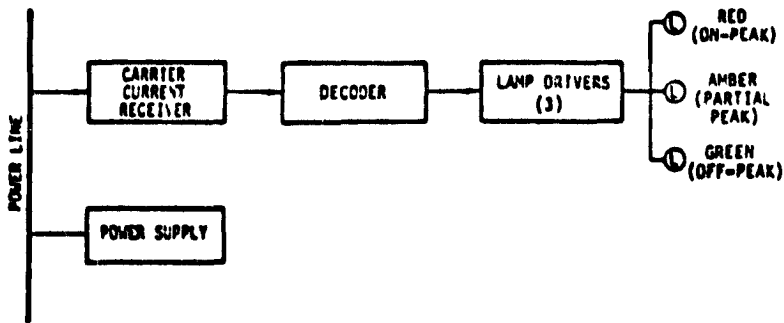 POWER LINE
CARRIER
CURRENT
RECEIVER
DECODER
LAMP DRIVERS
(3)
L
RED
(ON-PEAK)
L
AMBER
(PARTIAL
PEAK)
L
GREEN
(OFF-PEAK)
POWER SUPPLY